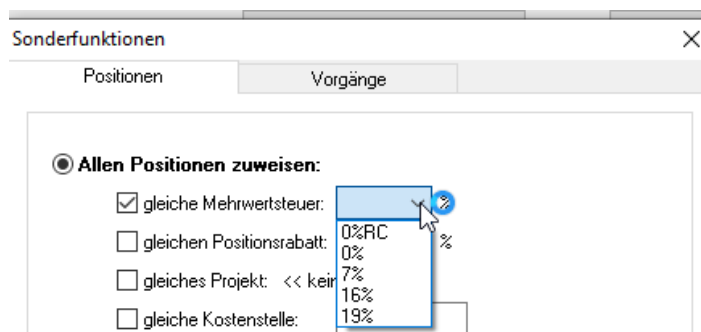 Sonderfunktionen
Positionen Vorgänge
Allen Positionen zuweisen:
gleiche Mehrwertsteuer: %
0%RC
gleichen Positionsrabatt: 0% %
7%
gleiches Projekt: << kein
16%
gleiche Kostenstelle: 19%